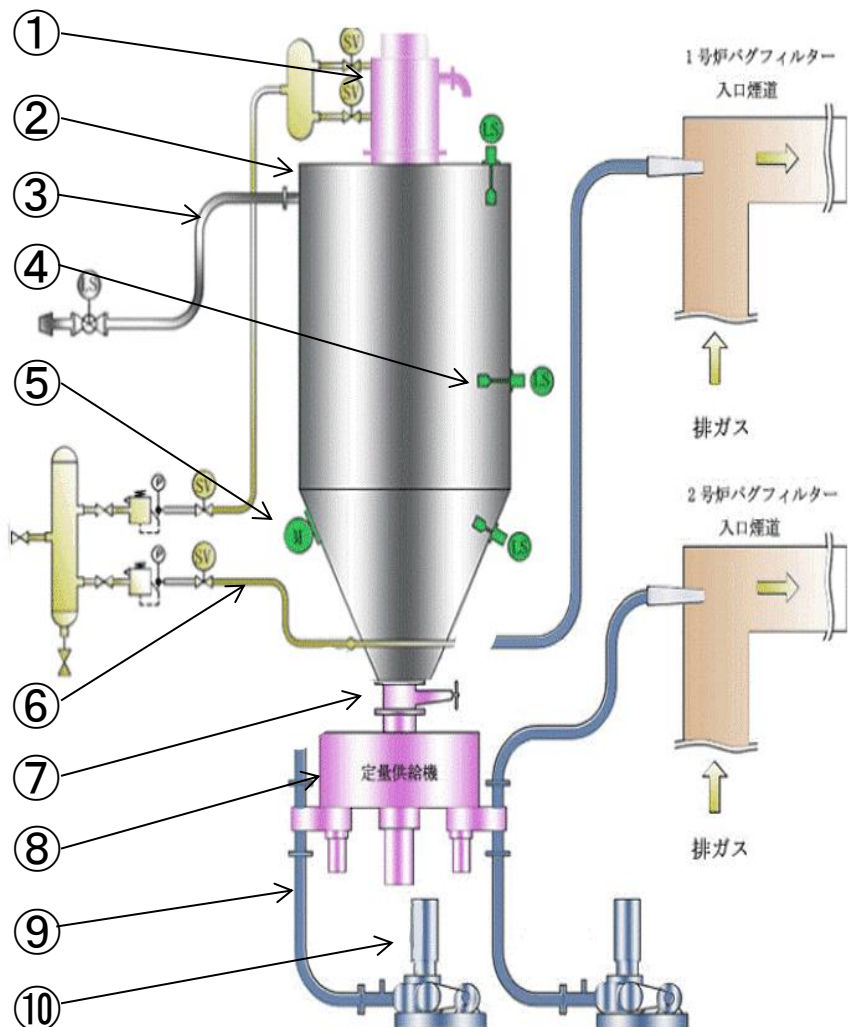 ①
SV
1号炉バグフィルター
入口煙道
②
SV
LS
③
④
LS
LS
⑤
排ガス
P
SV
2号炉バグフィルター
入口煙道
M
LS
P
SV
⑥
⑦
定量供給機
⑧
排ガス
⑨
⑩